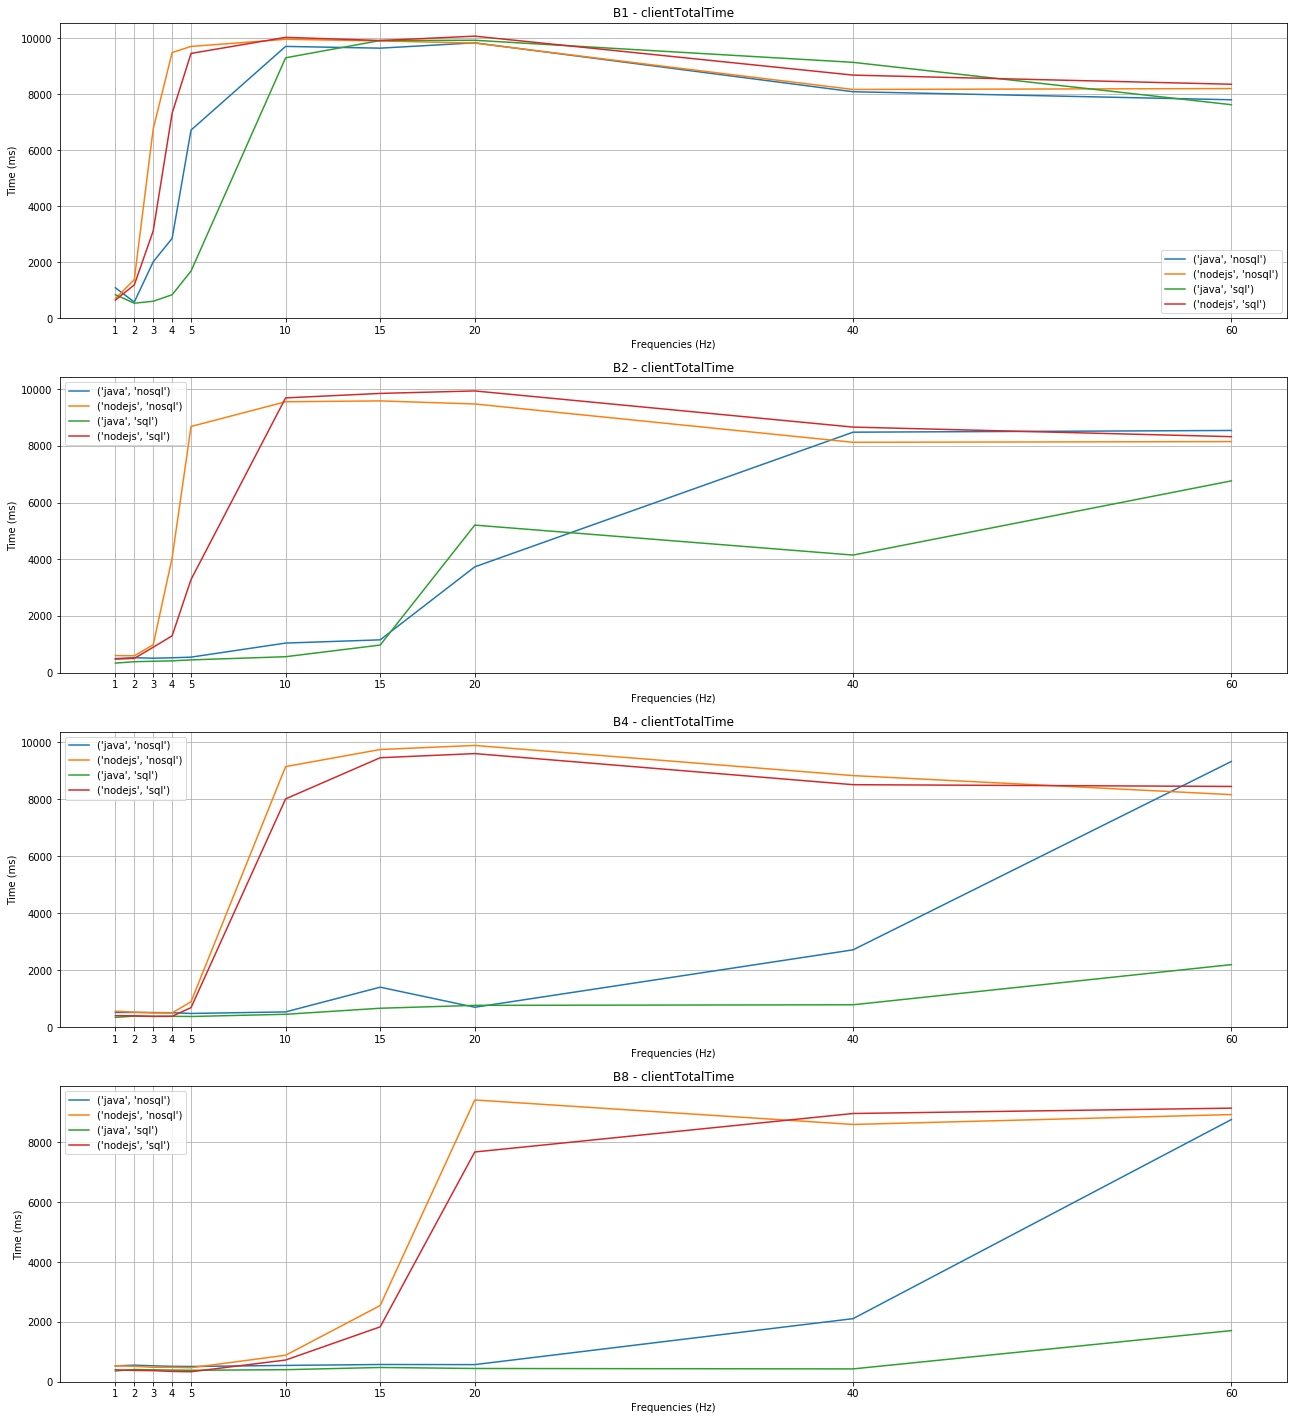 B1 - clientTotalTime
10000
8000
6000
4000
2000
0
Time (ms)
('java', 'nosql')
('nodejs', 'nosql')
('java', 'sql')
('nodejs', 'sql')
1 2 3 4 5 10 15 20 40 60
Frequencies (Hz)
B2 - clientTotalTime
('java', 'nosql')
('nodejs', 'nosql')
('java', 'sql')
('nodejs', 'sql')
10000
8000
6000
4000
2000
0
Time (ms)
1 2 3 4 5 10 15 20 40 60
Frequencies (Hz)
B4 - clientTotalTime
('java', 'nosql')
('nodejs', 'nosql')
('java', 'sql')
('nodejs', 'sql')
10000
8000
6000
4000
2000
0
Time (ms)
1 2 3 4 5 10 15 20 40 60
Frequencies (Hz)
B8 - clientTotalTime
('java', 'nosql')
('nodejs', 'nosql')
('java', 'sql')
('nodejs', 'sql')
8000
6000
4000
2000
0
Time (ms)
1 2 3 4 5 10 15 20 40 60
Frequencies (Hz)